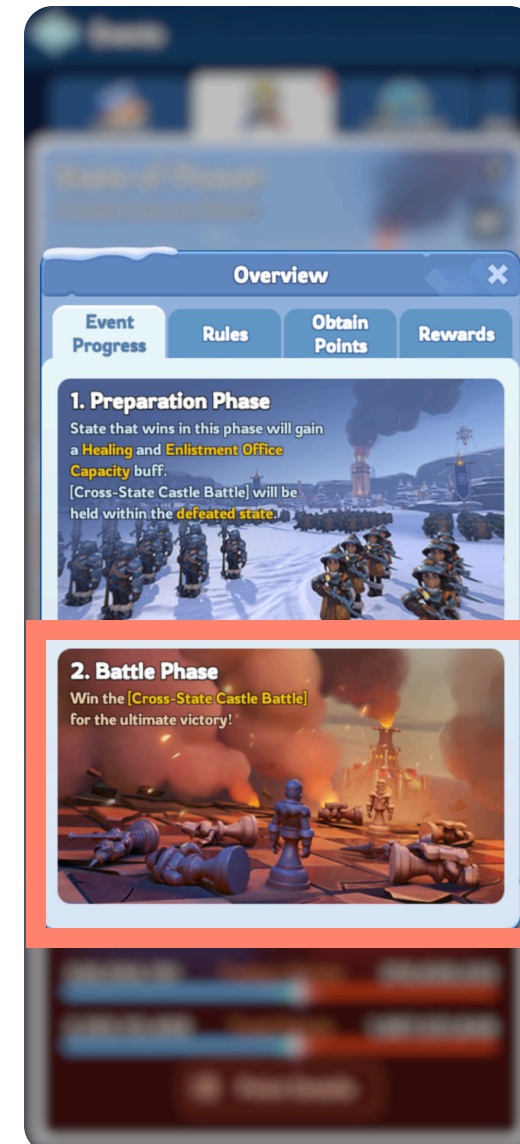 Overview
Event
Progress
Rules
Obtain
Points
Rewards
1. Preparation Phase
State that wins in this phase will gain
a Healing and Enlistment Office
Capacity buff.
[Cross-State Castle Battle] will be
held within the defeated state.
2. Battle Phase
Win the [Cross-State Castle Battle]
for the ultimate victory!